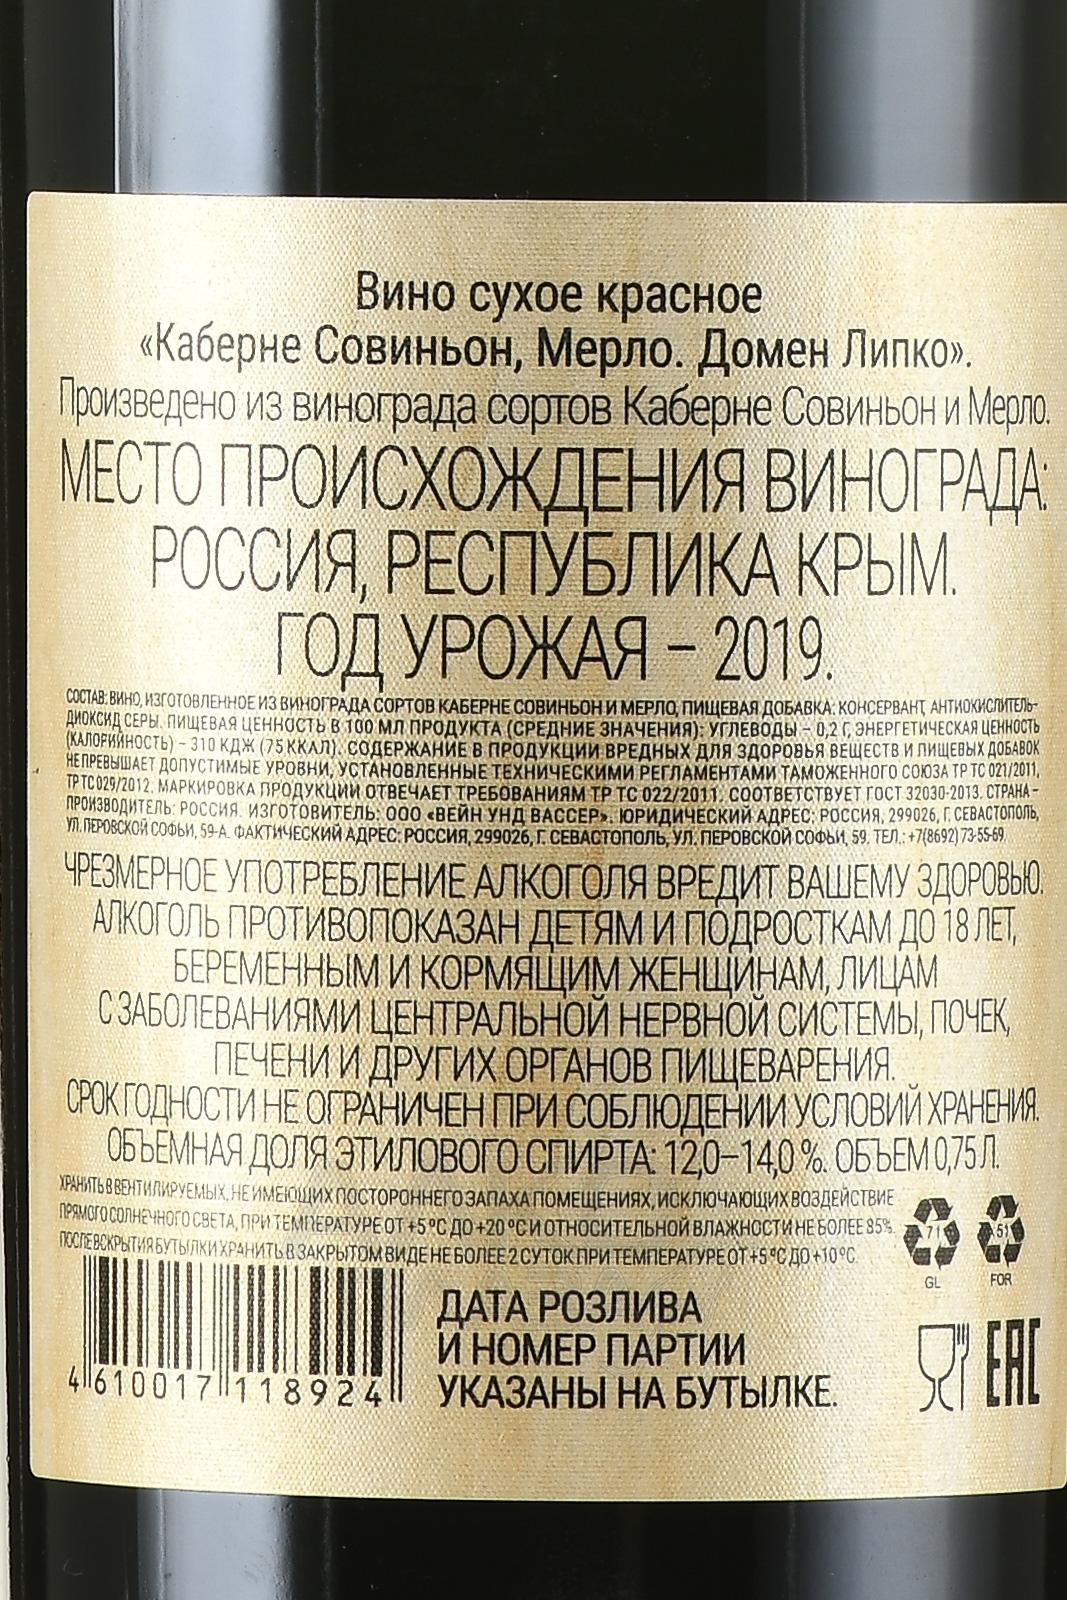 Вино сухое красное
«Каберне Совиньон, Мерло. Домен Липко».
Произведено из винограда сортов Каберне Совиньон и Мерло.
МЕСТО ПРОИСХОЖДЕНИЯ ВИНОГРАДА:
РОССИЯ, РЕСПУБЛИКА КРЫМ.
ГОД УРОЖАЯ – 2019.
СОСТАВ: ВИНО, ИЗГОТОВЛЕННОЕ ИЗ ВИНОГРАДА СОРТОВ КАБЕРНЕ СОВИНЬОН И МЕРЛО, ПИЩЕВАЯ ДОБАВКА: КОНСЕРВАНТ, АНТИОКИСЛИТЕЛЬ-
ДИОКСИД СЕРЫ. ПИЩЕВАЯ ЦЕННОСТЬ В 100 МЛ ПРОДУКТА (СРЕДНИЕ ЗНАЧЕНИЯ): УГЛЕВОДЫ – 0,2 Г, ЭНЕРГЕТИЧЕСКАЯ ЦЕННОСТЬ
(КАЛОРИЙНОСТЬ) – 310 КДЖ (75 ККАЛ). СОДЕРЖАНИЕ В ПРОДУКЦИИ ВРЕДНЫХ ДЛЯ ЗДОРОВЬЯ ВЕЩЕСТВ И ПИЩЕВЫХ ДОБАВОК
НЕ ПРЕВЫШАЕТ ДОПУСТИМЫЕ УРОВНИ, УСТАНОВЛЕННЫЕ ТЕХНИЧЕСКИМИ РЕГЛАМЕНТАМИ ТАМОЖЕННОГО СОЮЗА ТР ТС 021/2011,
ТР ТС 029/2012. МАРКИРОВКА ПРОДУКЦИИ ОТВЕЧАЕТ ТРЕБОВАНИЯМ ТР ТС 022/2011. СООТВЕТСТВУЕТ ГОСТ 32030-2013. СТРАНА –
ПРОИЗВОДИТЕЛЬ: РОССИЯ. ИЗГОТОВИТЕЛЬ: ООО «ВЕЙН УНД ВАССЕР». ЮРИДИЧЕСКИЙ АДРЕС: РОССИЯ, 299026, Г. СЕВАСТОПОЛЬ,
УЛ. ПЕРОВСКОЙ СОФЬИ, 59-А. ФАКТИЧЕСКИЙ АДРЕС: РОССИЯ, 299026, Г. СЕВАСТОПОЛЬ, УЛ. ПЕРОВСКОЙ СОФЬИ, 59. ТЕЛ.: +7(8692) 73-55-69.
ЧРЕЗМЕРНОЕ УПОТРЕБЛЕНИЕ АЛКОГОЛЯ ВРЕДИТ ВАШЕМУ ЗДОРОВЬЮ.
АЛКОГОЛЬ ПРОТИВОПОКАЗАН ДЕТЯМ И ПОДРОСТКАМ ДО 18 ЛЕТ,
БЕРЕМЕННЫМ И КОРМЯЩИМ ЖЕНЩИНАМ, ЛИЦАМ
С ЗАБОЛЕВАНИЯМИ ЦЕНТРАЛЬНОЙ НЕРВНОЙ СИСТЕМЫ, ПОЧЕК,
ПЕЧЕНИ И ДРУГИХ ОРГАНОВ ПИЩЕВАРЕНИЯ.
СРОК ГОДНОСТИ НЕ ОГРАНИЧЕН ПРИ СОБЛЮДЕНИИ УСЛОВИЙ ХРАНЕНИЯ.
ОБЪЕМНАЯ ДОЛЯ ЭТИЛОВОГО СПИРТА: 12,0–14,0 %. ОБЪЕМ 0,75 Л.
ХРАНИТЬ В ВЕНТИЛИРУЕМЫХ, НЕ ИМЕЮЩИХ ПОСТОРОННЕГО ЗАПАХА ПОМЕЩЕНИЯХ, ИСКЛЮЧАЮЩИХ ВОЗДЕЙСТВИЕ
ПРЯМОГО СОЛНЕЧНОГО СВЕТА, ПРИ ТЕМПЕРАТУРЕ ОТ +5 °С ДО +20 °С И ОТНОСИТЕЛЬНОЙ ВЛАЖНОСТИ НЕ БОЛЕЕ 85%.
ПОСЛЕ ВСКРЫТИЯ БУТЫЛКИ ХРАНИТЬ В ЗАКРЫТОМ ВИДЕ НЕ БОЛЕЕ 2 СУТОК ПРИ ТЕМПЕРАТУРЕ ОТ +5 °С ДО +10 °С.
71
GL
51
FOR
ДАТА РОЗЛИВА
И НОМЕР ПАРТИИ
УКАЗАНЫ НА БУТЫЛКЕ.
4 610017 118924
EAC